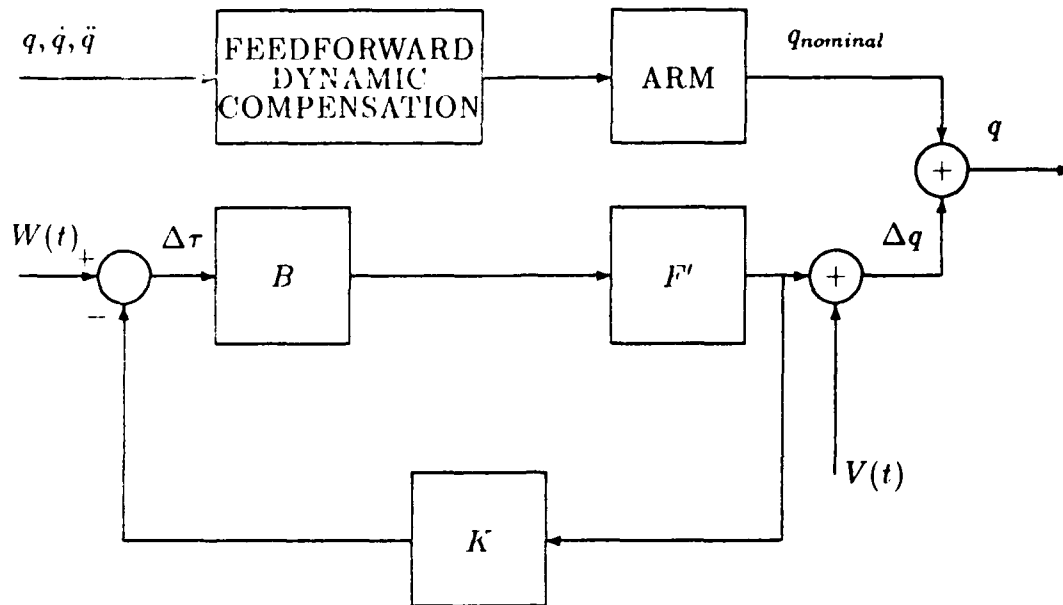 q, q̇, q̈
FEEDFORWARD
DYNAMIC
COMPENSATION
ARM
q_nominal
q
+
W(t)
+
−
Δτ
B
F'
+
Δq
V(t)
K